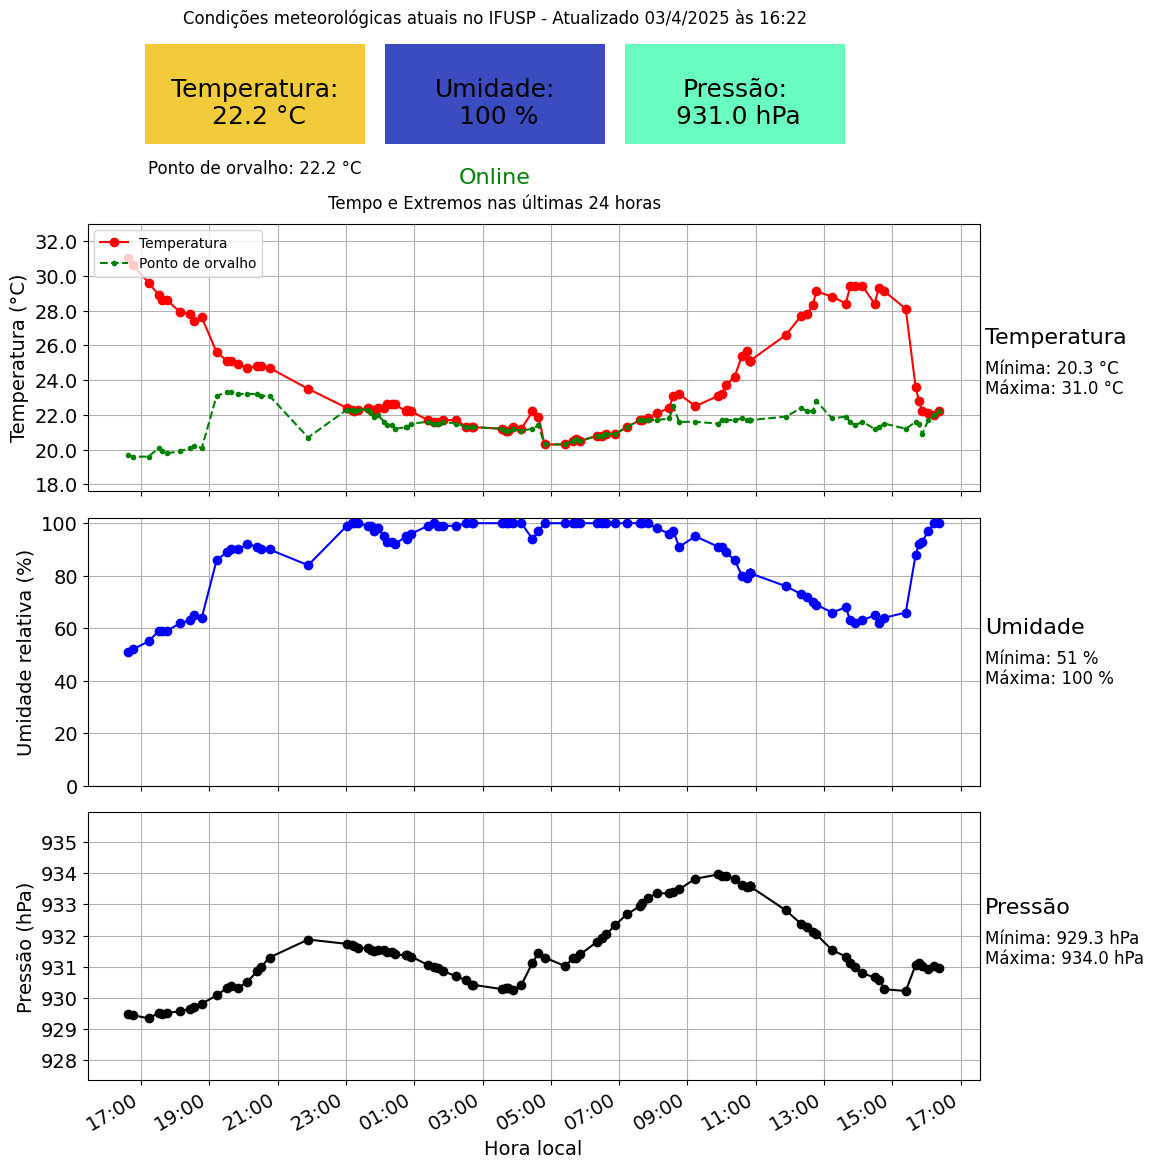 Condições meteorológicas atuais no IFUSP - Atualizado 03/4/2025 às 16:22
Temperatura:
22.2 °C
Umidade:
100 %
Pressão:
931.0 hPa
Ponto de orvalho: 22.2 °C
Online
Tempo e Extremos nas últimas 24 horas
Temperatura (°C)
32.0
30.0
28.0
26.0
24.0
22.0
20.0
18.0
Temperatura
Ponto de orvalho
Temperatura
Mínima: 20.3 °C
Máxima: 31.0 °C
Umidade relativa (%)
100
80
60
40
20
0
Umidade
Mínima: 51 %
Máxima: 100 %
Pressão (hPa)
935
934
933
932
931
930
929
928
Pressão
Mínima: 929.3 hPa
Máxima: 934.0 hPa
17:00 19:00 21:00 23:00 01:00 03:00 05:00 07:00 09:00 11:00 13:00 15:00 17:00
Hora local